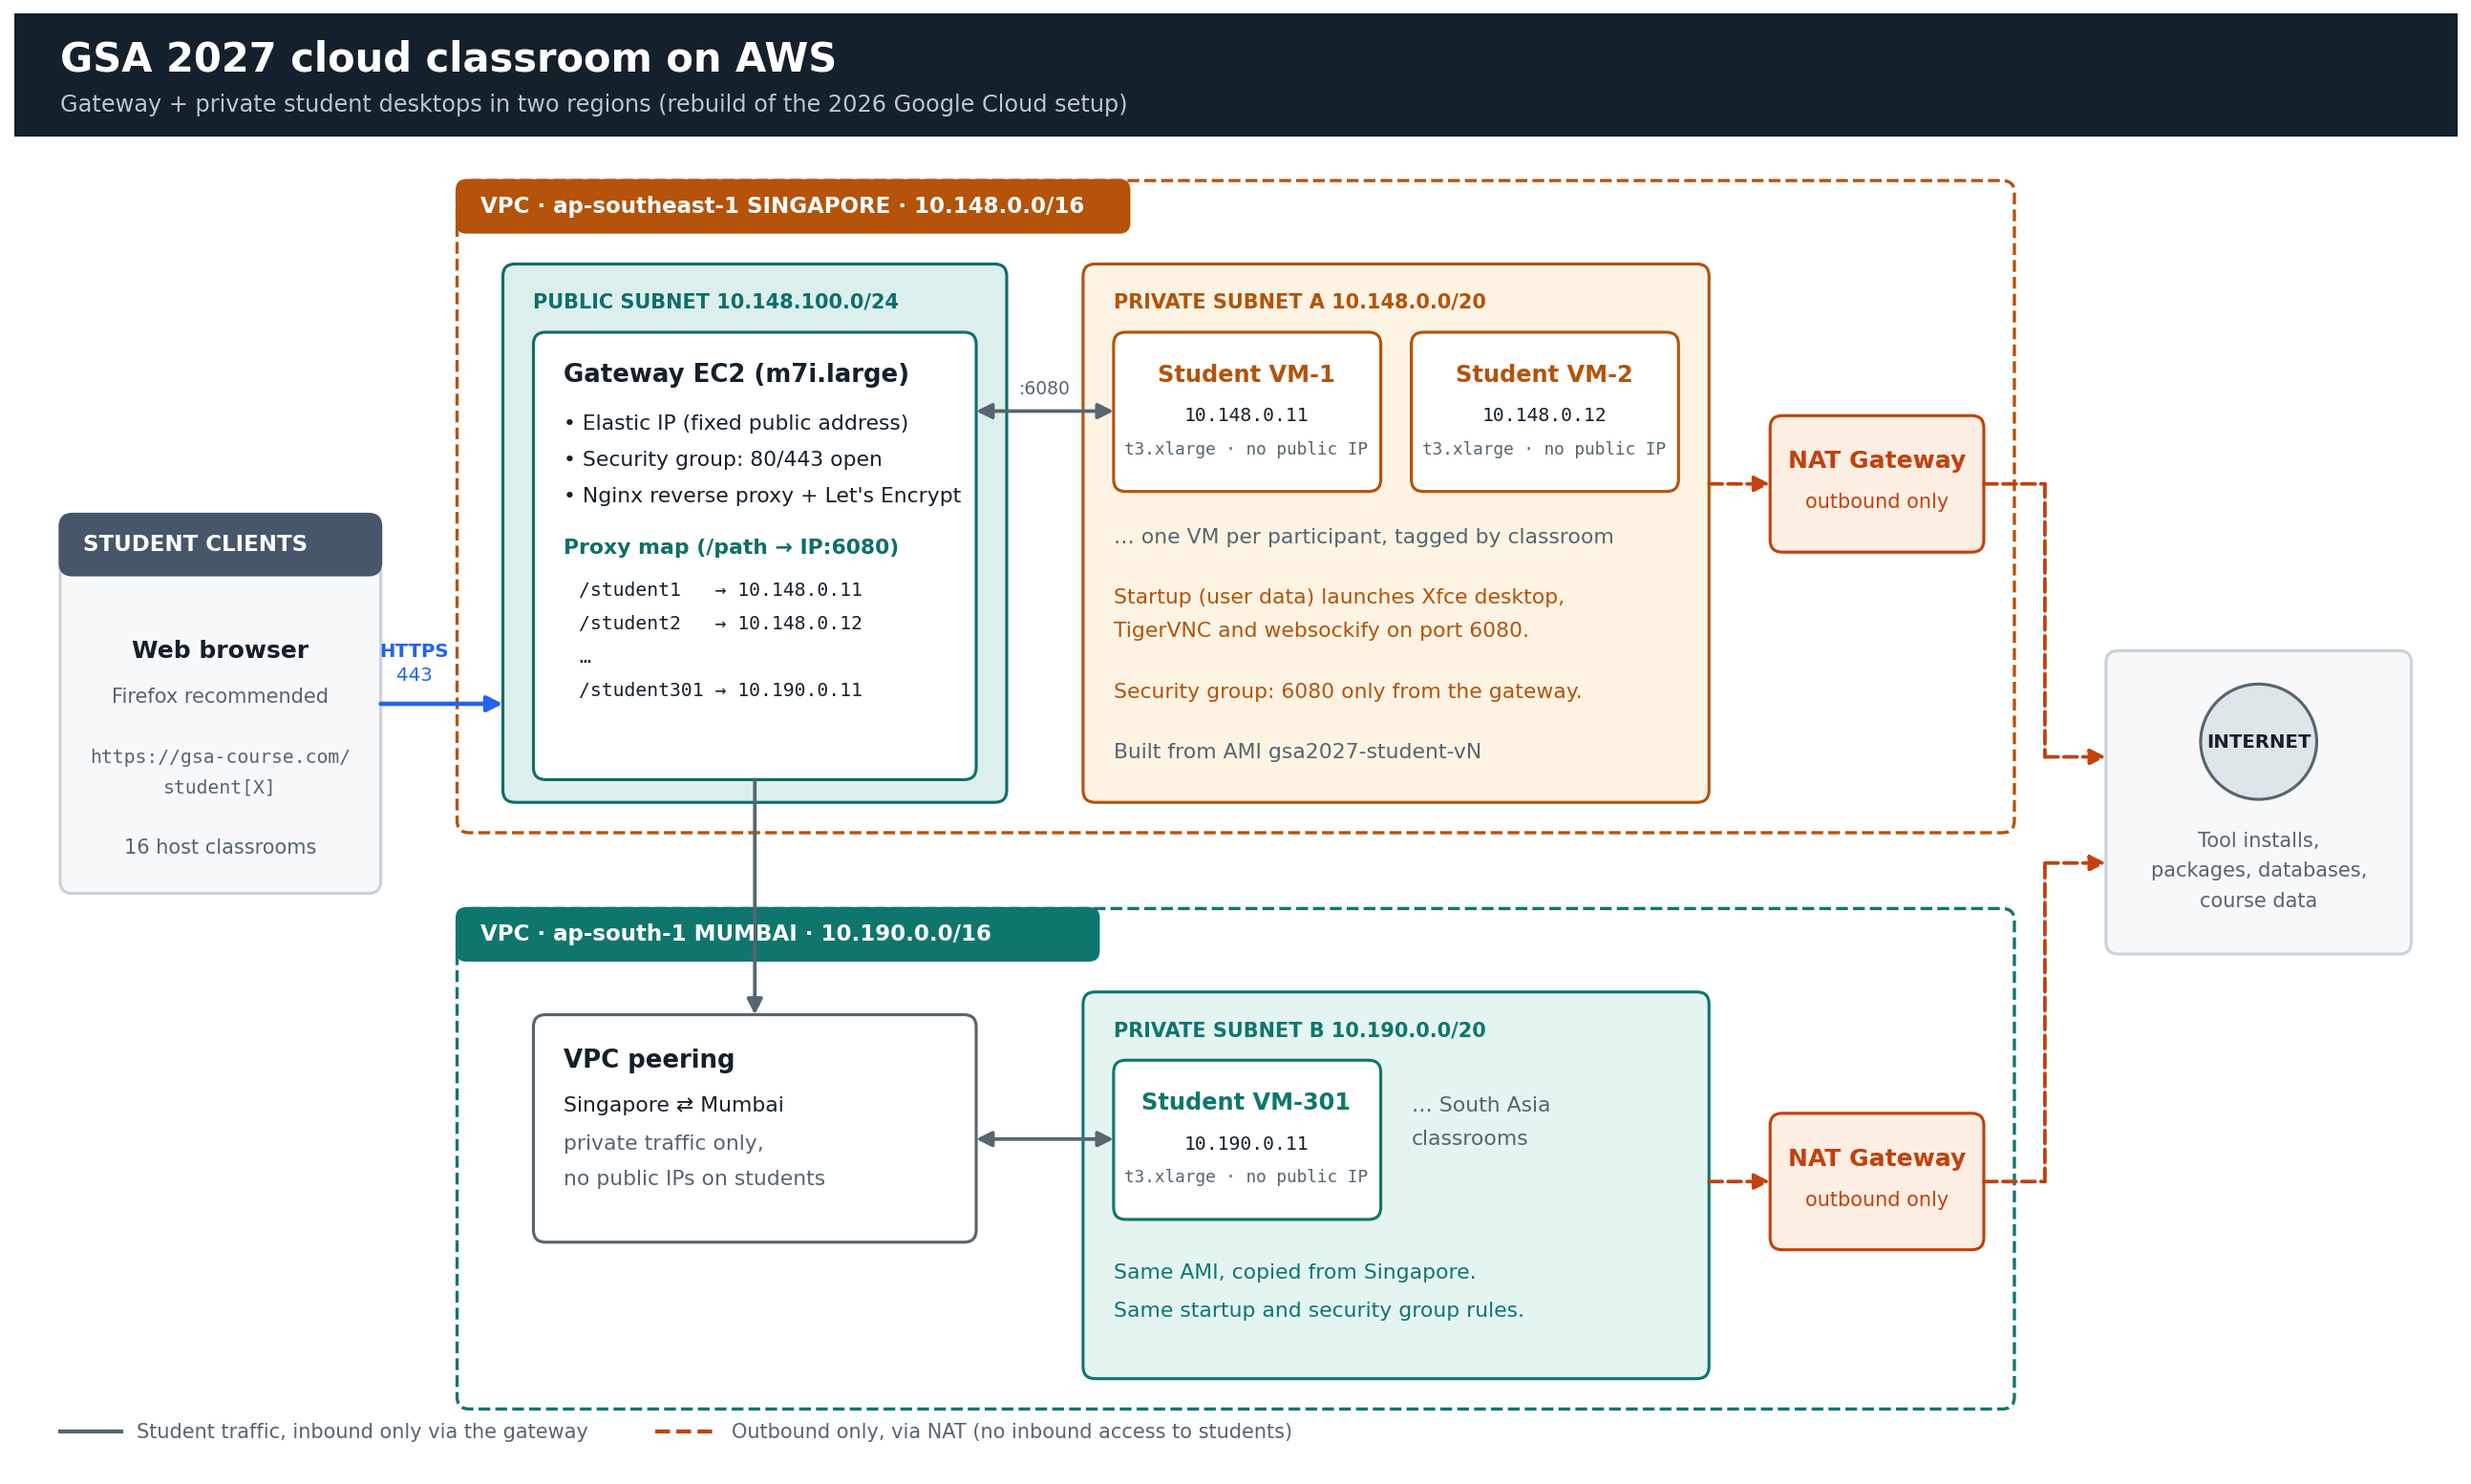 GSA 2027 cloud classroom on AWS
Gateway + private student desktops in two regions (rebuild of the 2026 Google Cloud setup)
STUDENT CLIENTS
Web browser
Firefox recommended
https://gsa-course.com/
student[X]
16 host classrooms
HTTPS
443
VPC · ap-southeast-1 SINGAPORE · 10.148.0.0/16
PUBLIC SUBNET 10.148.100.0/24
Gateway EC2 (m7i.large)
• Elastic IP (fixed public address)
• Security group: 80/443 open
• Nginx reverse proxy + Let's Encrypt
Proxy map (/path → IP:6080)
/student1 → 10.148.0.11
/student2 → 10.148.0.12
…
/student301 → 10.190.0.11
:6080
PRIVATE SUBNET A 10.148.0.0/20
Student VM-1
10.148.0.11
t3.xlarge · no public IP
Student VM-2
10.148.0.12
t3.xlarge · no public IP
… one VM per participant, tagged by classroom
Startup (user data) launches Xfce desktop,
TigerVNC and websockify on port 6080.
Security group: 6080 only from the gateway.
Built from AMI gsa2027-student-vN
NAT Gateway
outbound only
INTERNET
Tool installs,
packages, databases,
course data
VPC · ap-south-1 MUMBAI · 10.190.0.0/16
VPC peering
Singapore ⇄ Mumbai
private traffic only,
no public IPs on students
PRIVATE SUBNET B 10.190.0.0/20
Student VM-301
10.190.0.11
t3.xlarge · no public IP
… South Asia
classrooms
Same AMI, copied from Singapore.
Same startup and security group rules.
NAT Gateway
outbound only
Student traffic, inbound only via the gateway
Outbound only, via NAT (no inbound access to students)